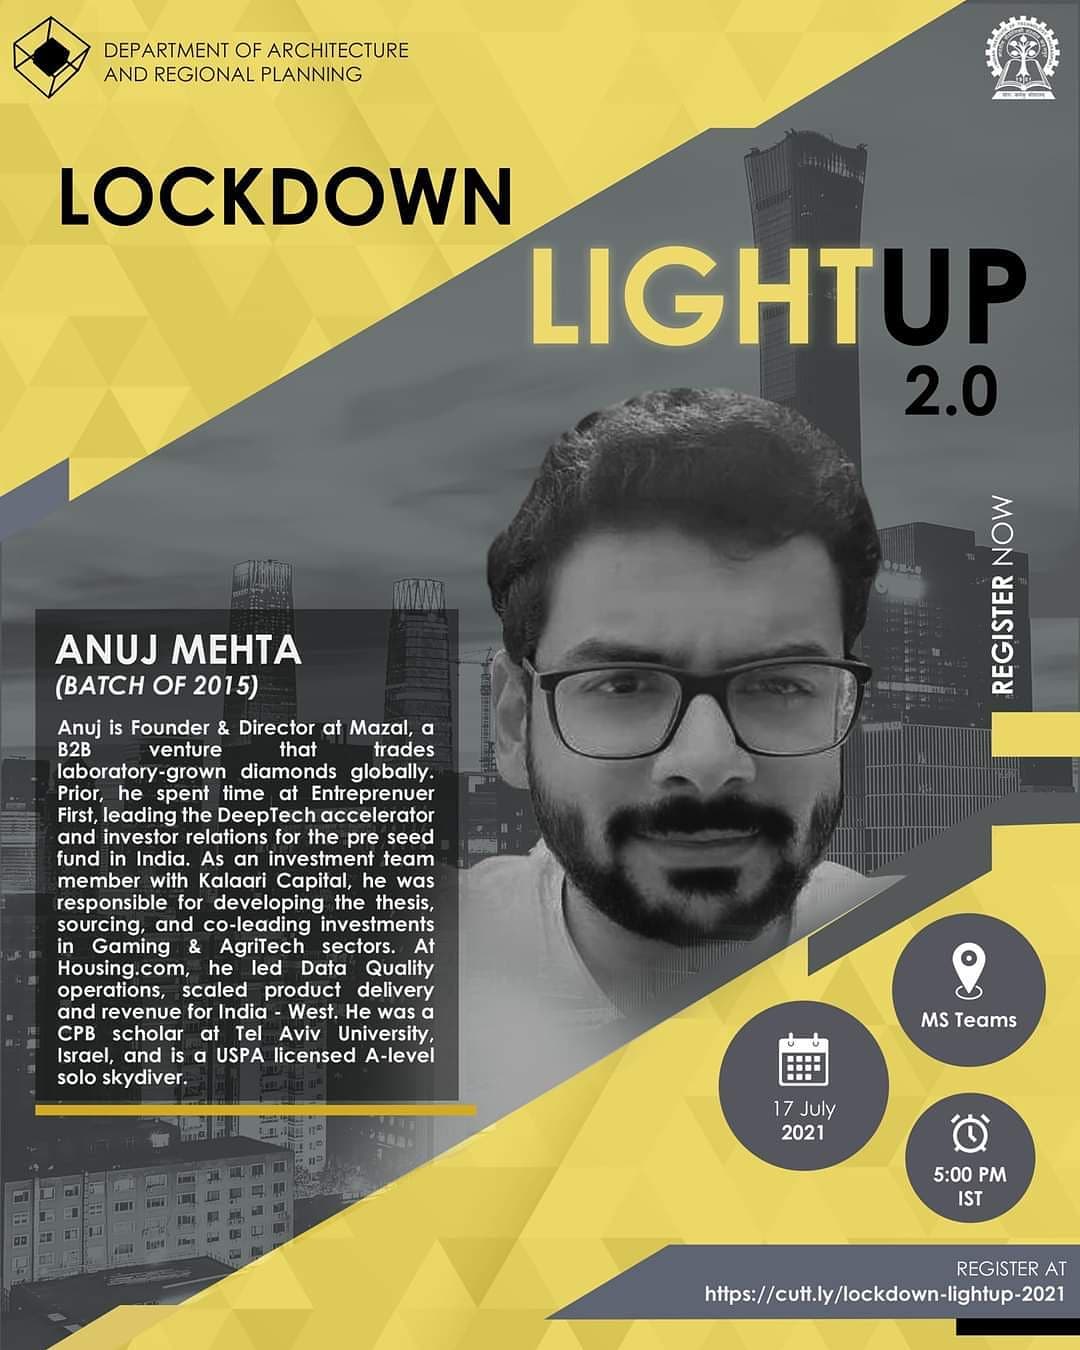 DEPARTMENT OF ARCHITECTURE
AND REGIONAL PLANNING
LOCKDOWN
LIGHTUP
2.0
REGISTER NOW
ANUJ MEHTA
(BATCH OF 2015)
Anuj is Founder & Director at Mazal, a
B2B venture that trades
laboratory-grown diamonds globally.
Prior, he spent time at Entreprenuer
First, leading the DeepTech accelerator
and investor relations for the pre seed
fund in India. As an investment team
member with Kalaari Capital, he was
responsible for developing the thesis,
sourcing, and co-leading investments
in Gaming & AgriTech sectors. At
Housing.com, he led Data Quality
operations, scaled product delivery
and revenue for India - West. He was a
CPB scholar at Tel Aviv University,
Israel, and is a USPA licensed A-level
solo skydiver.
MS Teams
17 July
2021
5:00 PM
IST
REGISTER AT
https://cutt.ly/lockdown-lightup-2021